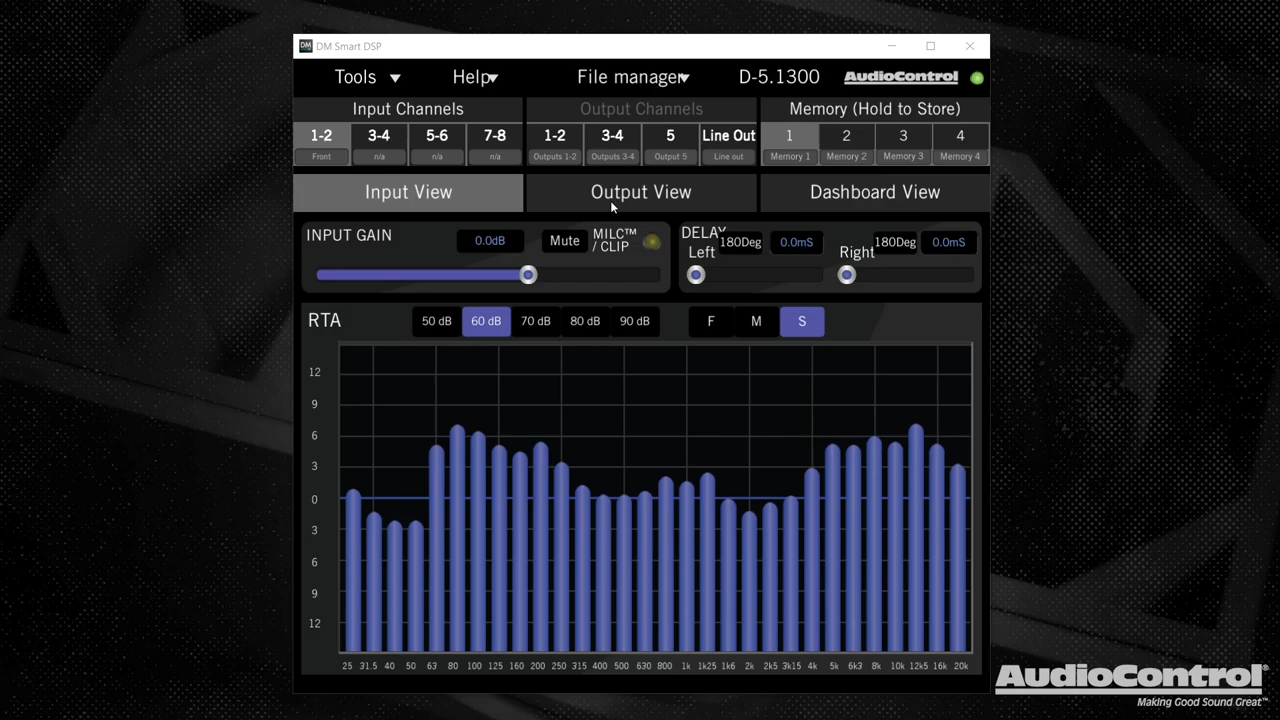 DM Smart DSP
Tools Help File manager D-5.1300 AudioControl
Input Channels Output Channels Memory (Hold to Store)
1-2 3-4 5-6 7-8 1-2 3-4 5 Line Out 1 2 3 4
Front n/a n/a n/a Outputs 1-2 Outputs 3-4 Output 5 Line out Memory 1 Memory 2 Memory 3 Memory 4
Input View Output View Dashboard View
INPUT GAIN 0.0dB Mute MILC™ / CLIP DELAY Left 180Deg 0.0mS Right 180Deg 0.0mS
RTA 50 dB 60 dB 70 dB 80 dB 90 dB F M S
12
9
6
3
0
3
6
9
12
25 31.5 40 50 63 80 100 125 160 200 250 315 400 500 630 800 1k 1k25 1k6 2k 2k5 3k15 4k 5k 6k3 8k 10k 12k5 16k 20k
AudioControl®
Making Good Sound Great™